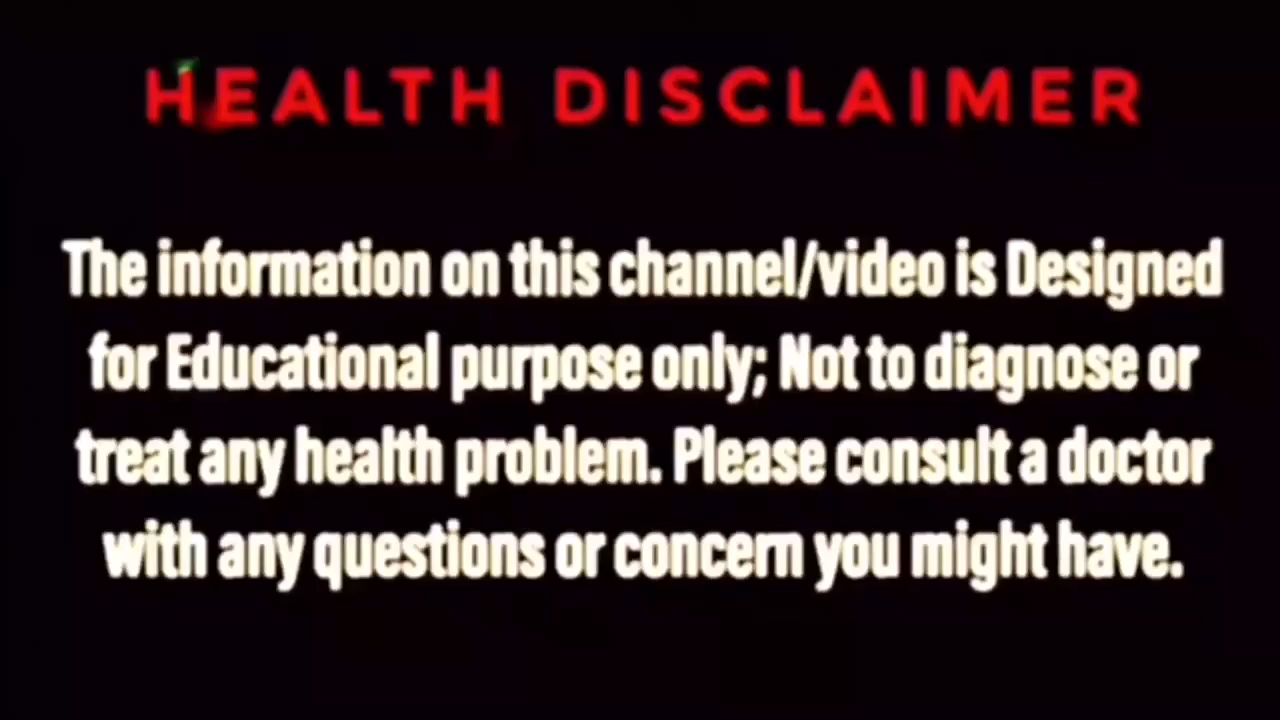 HEALTH DISCLAIMER
The information on this channel/video is Designed
for Educational purpose only; Not to diagnose or
treat any health problem. Please consult a doctor
with any questions or concern you might have.